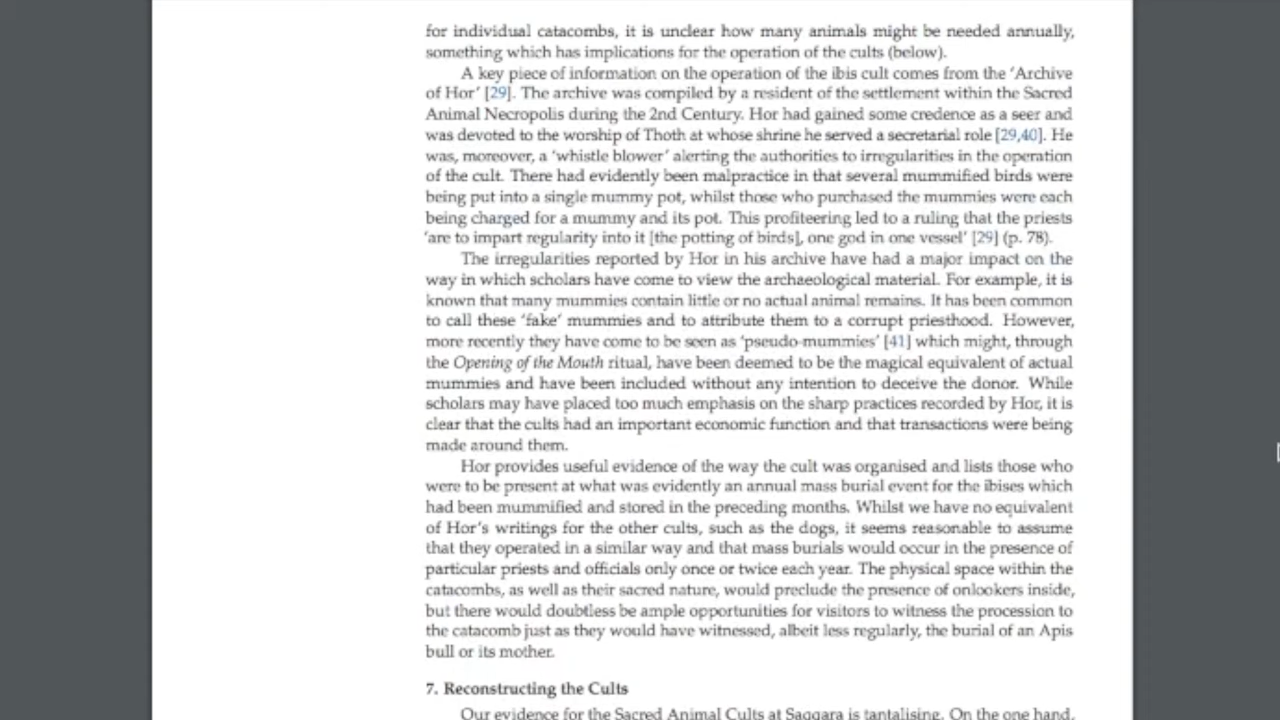 for individual catacombs, it is unclear how many animals might be needed annually,
something which has implications for the operation of the cults (below).
A key piece of information on the operation of the ibis cult comes from the ‘Archive
of Hor’ [29]. The archive was compiled by a resident of the settlement within the Sacred
Animal Necropolis during the 2nd Century. Hor had gained some credence as a seer and
was devoted to the worship of Thoth at whose shrine he served a secretarial role [29,40]. He
was, moreover, a ‘whistle blower’ alerting the authorities to irregularities in the operation
of the cult. There had evidently been malpractice in that several mummified birds were
being put into a single mummy pot, whilst those who purchased the mummies were each
being charged for a mummy and its pot. This profiteering led to a ruling that the priests
‘are to impart regularity into it [the potting of birds], one god in one vessel’ [29] (p. 78).
The irregularities reported by Hor in his archive have had a major impact on the
way in which scholars have come to view the archaeological material. For example, it is
known that many mummies contain little or no actual animal remains. It has been common
to call these ‘fake’ mummies and to attribute them to a corrupt priesthood. However,
more recently they have come to be seen as ‘pseudo-mummies’ [41] which might, through
the Opening of the Mouth ritual, have been deemed to be the magical equivalent of actual
mummies and have been included without any intention to deceive the donor. While
scholars may have placed too much emphasis on the sharp practices recorded by Hor, it is
clear that the cults had an important economic function and that transactions were being
made around them.
Hor provides useful evidence of the way the cult was organised and lists those who
were to be present at what was evidently an annual mass burial event for the ibises which
had been mummified and stored in the preceding months. Whilst we have no equivalent
of Hor’s writings for the other cults, such as the dogs, it seems reasonable to assume
that they operated in a similar way and that mass burials would occur in the presence of
particular priests and officials only once or twice each year. The physical space within the
catacombs, as well as their sacred nature, would preclude the presence of onlookers inside,
but there would doubtless be ample opportunities for visitors to witness the procession to
the catacomb just as they would have witnessed, albeit less regularly, the burial of an Apis
bull or its mother.
7. Reconstructing the Cults
Our evidence for the Sacred Animal Cults at Saqqara is tantalising. On the one hand,